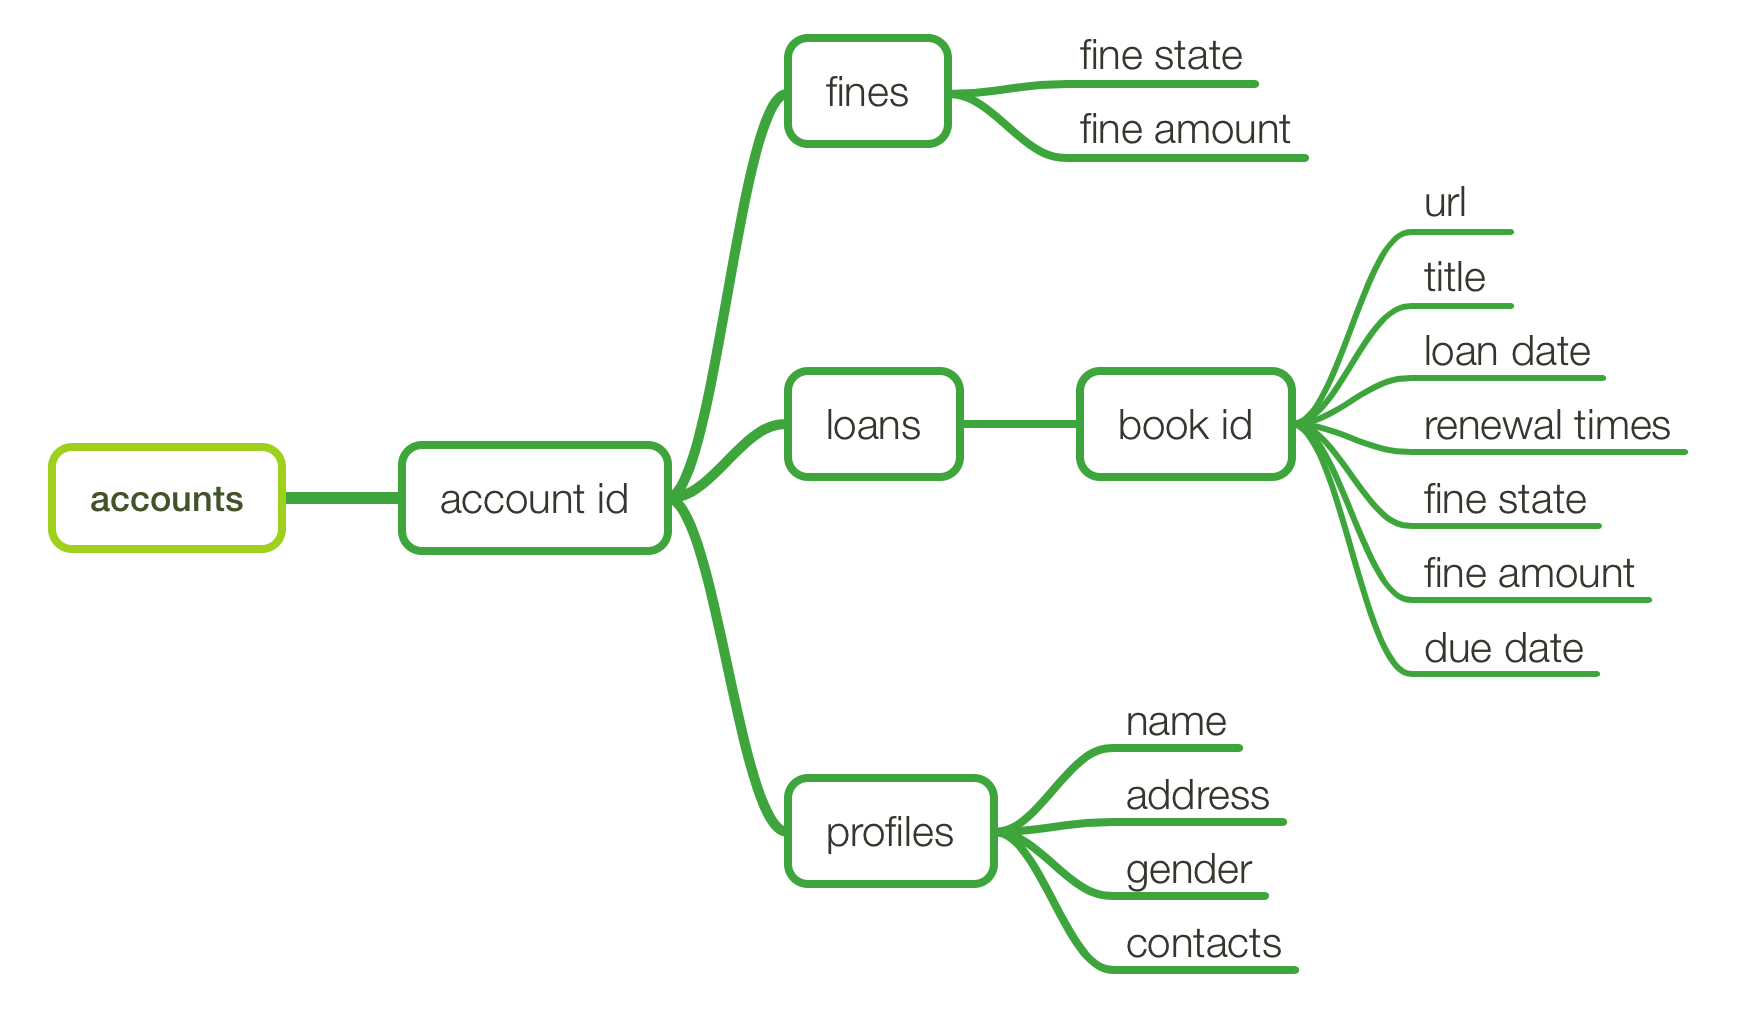 accounts
account id
fines
fine state
fine amount
loans
book id
url
title
loan date
renewal times
fine state
fine amount
due date
profiles
name
address
gender
contacts